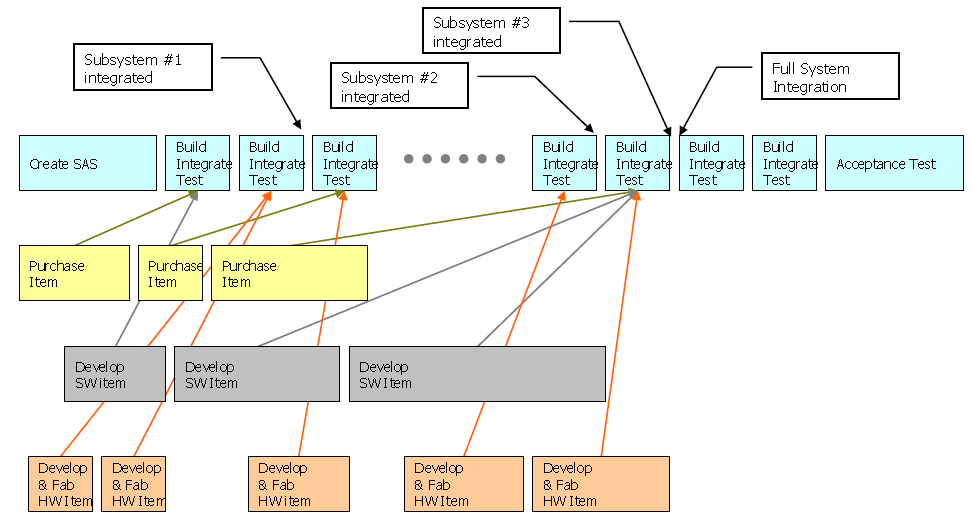 Subsystem #3
integrated
Subsystem #1
integrated
Subsystem #2
integrated
Full System
Integration
Create SAS
Build
Integrate
Test
Build
Integrate
Test
Build
Integrate
Test
Build
Integrate
Test
Build
Integrate
Test
Build
Integrate
Test
Build
Integrate
Test
Acceptance Test
Purchase
Item
Purchase
Item
Purchase
Item
Develop
SWitem
Develop
SWItem
Develop
SWItem
Develop
& Fab
HWItem
Develop
& Fab
HWItem
Develop
& Fab
HWitem
Develop
& Fab
HWItem
Develop
& Fab
HWItem